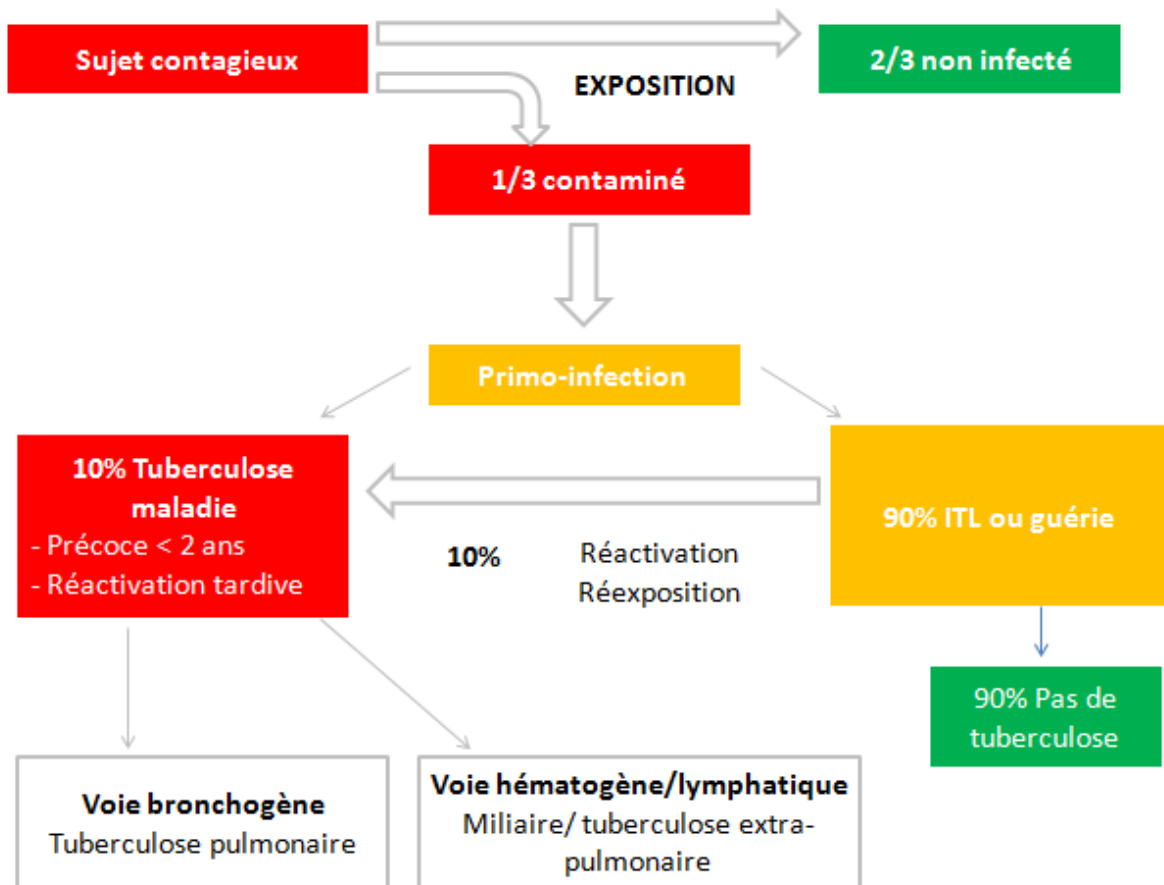 Sujet contagieux
2/3 non infecté
EXPOSITION
1/3 contaminé
Primo-infection
10% Tuberculose
maladie
- Précoce < 2 ans
- Réactivation tardive
10%
Réactivation
Réexposition
90% ITL ou guérie
90% Pas de
tuberculose
Voie bronchogène
Tuberculose pulmonaire
Voie hématogène/lymphatique
Miliaire/ tuberculose extra-
pulmonaire